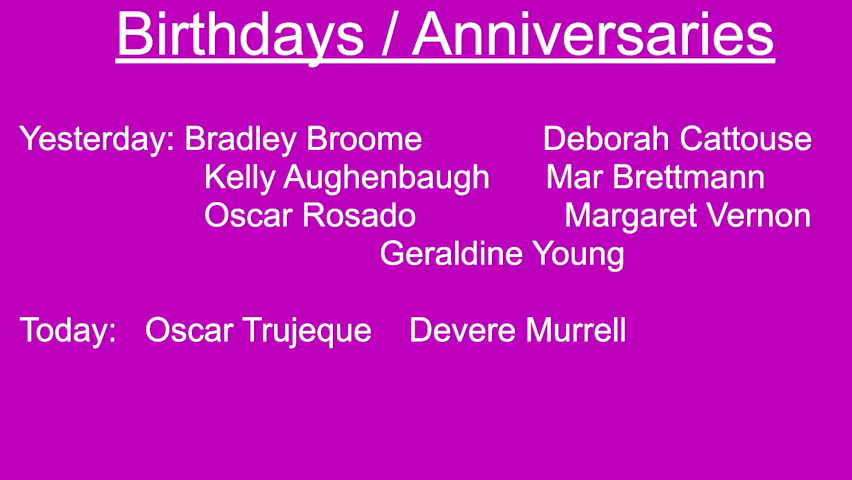 Birthdays / Anniversaries
Yesterday: Bradley Broome Deborah Cattouse
Kelly Aughenbaugh Mar Brettmann
Oscar Rosado Margaret Vernon
Geraldine Young
Today: Oscar Trujeque Devere Murrell